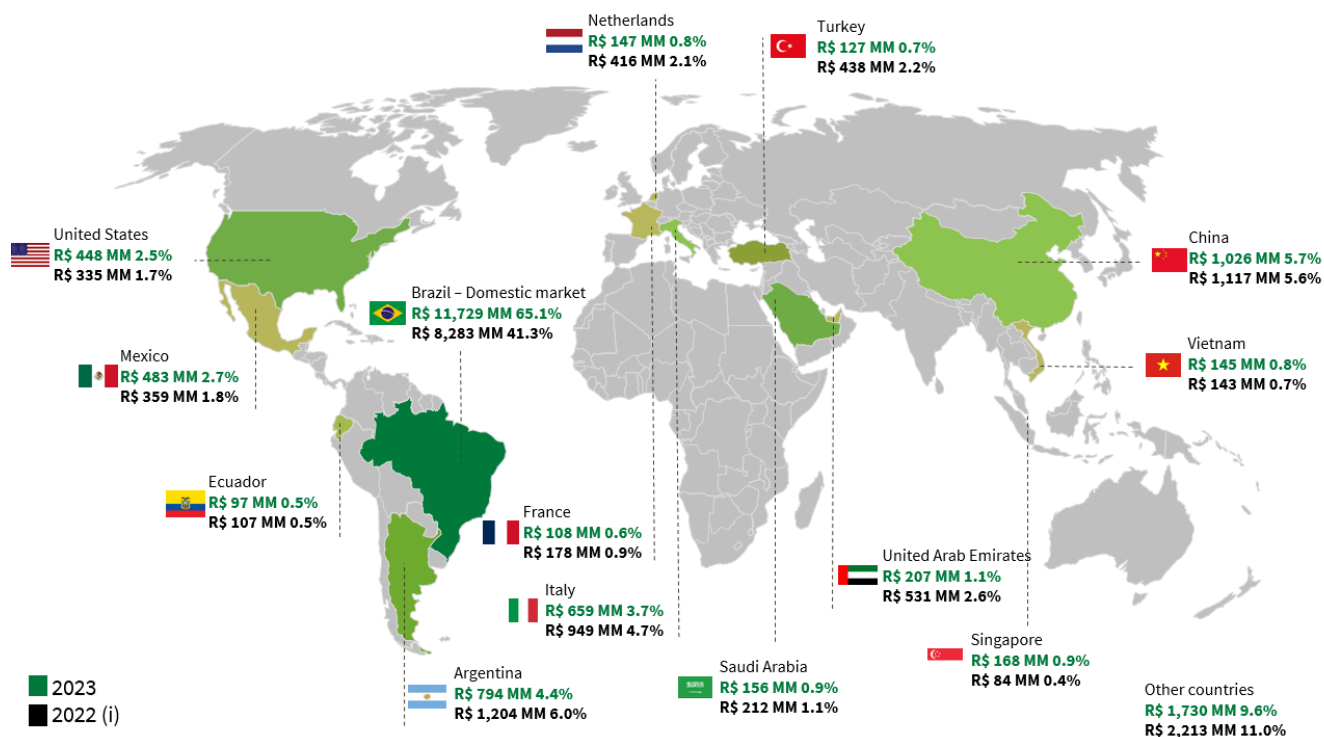 Netherlands
R$ 147 MM 0.8%
R$ 416 MM 2.1%
Turkey
R$ 127 MM 0.7%
R$ 438 MM 2.2%
United States
R$ 448 MM 2.5%
R$ 335 MM 1.7%
China
R$ 1,026 MM 5.7%
R$ 1,117 MM 5.6%
Brazil – Domestic market
R$ 11,729 MM 65.1%
R$ 8,283 MM 41.3%
Mexico
R$ 483 MM 2.7%
R$ 359 MM 1.8%
Vietnam
R$ 145 MM 0.8%
R$ 143 MM 0.7%
Ecuador
R$ 97 MM 0.5%
R$ 107 MM 0.5%
France
R$ 108 MM 0.6%
R$ 178 MM 0.9%
United Arab Emirates
R$ 207 MM 1.1%
R$ 531 MM 2.6%
Italy
R$ 659 MM 3.7%
R$ 949 MM 4.7%
Singapore
R$ 168 MM 0.9%
R$ 84 MM 0.4%
Argentina
R$ 794 MM 4.4%
R$ 1,204 MM 6.0%
Saudi Arabia
R$ 156 MM 0.9%
R$ 212 MM 1.1%
Other countries
R$ 1,730 MM 9.6%
R$ 2,213 MM 11.0%
2023
2022 (i)